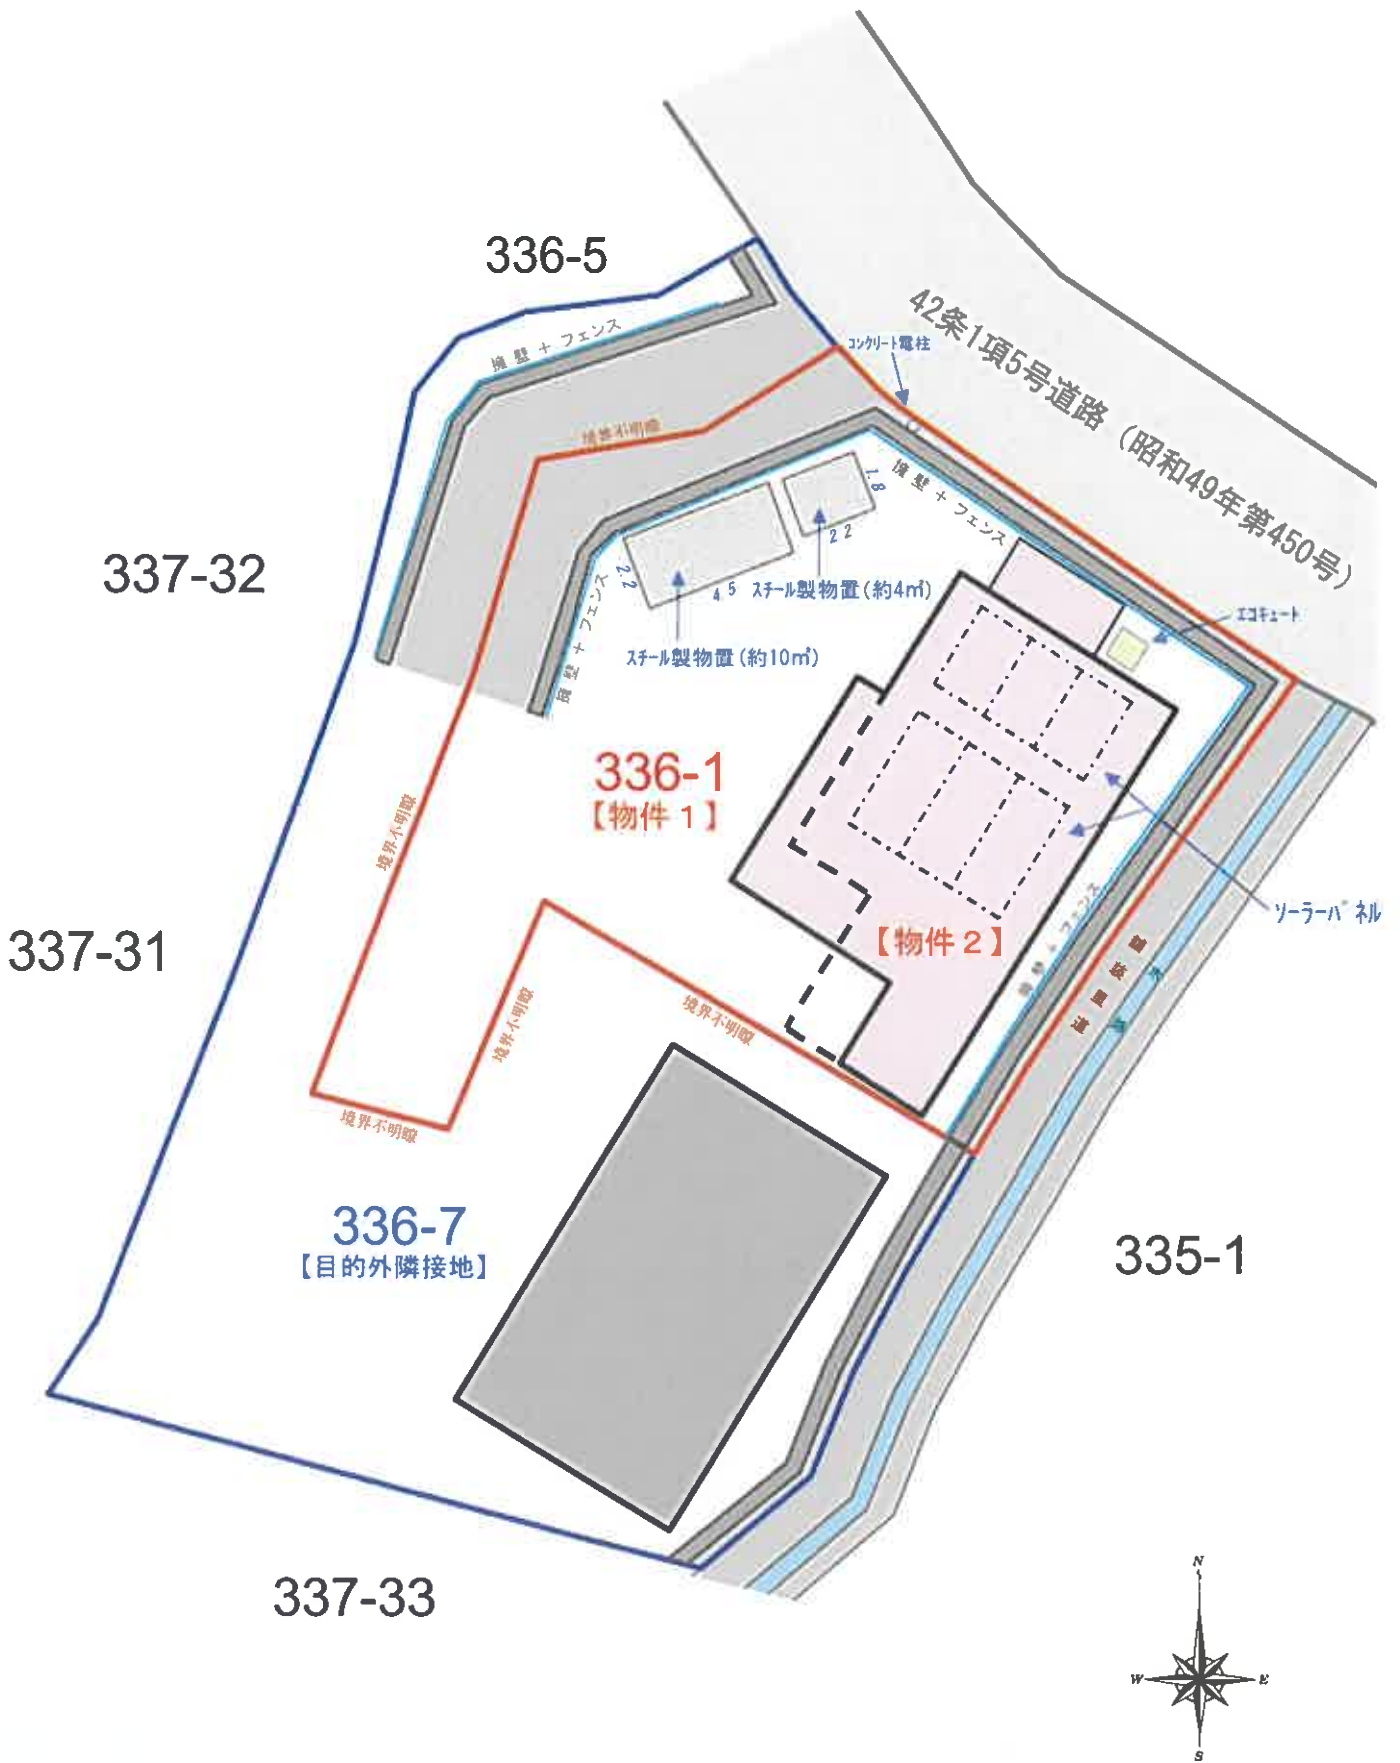 336-5
42条1項5号道路（昭和49年第450号）
コンクリート電柱
擁壁 + フェンス
境界不明瞭
擁壁 + フェンス
1.8
2 2
2 2
4 5
スチール製物置（約4㎡）
スチール製物置（約10㎡）
擁壁 + フェンス
エコキュート
337-32
336-1
【物件 1】
境界不明瞭
ソーラーパネル
337-31
【物件 2】
擁壁 + フェンス
境界不明瞭
境界不明瞭
境界不明瞭
336-7
【目的外隣接地】
335-1
337-33
N
W
E
S